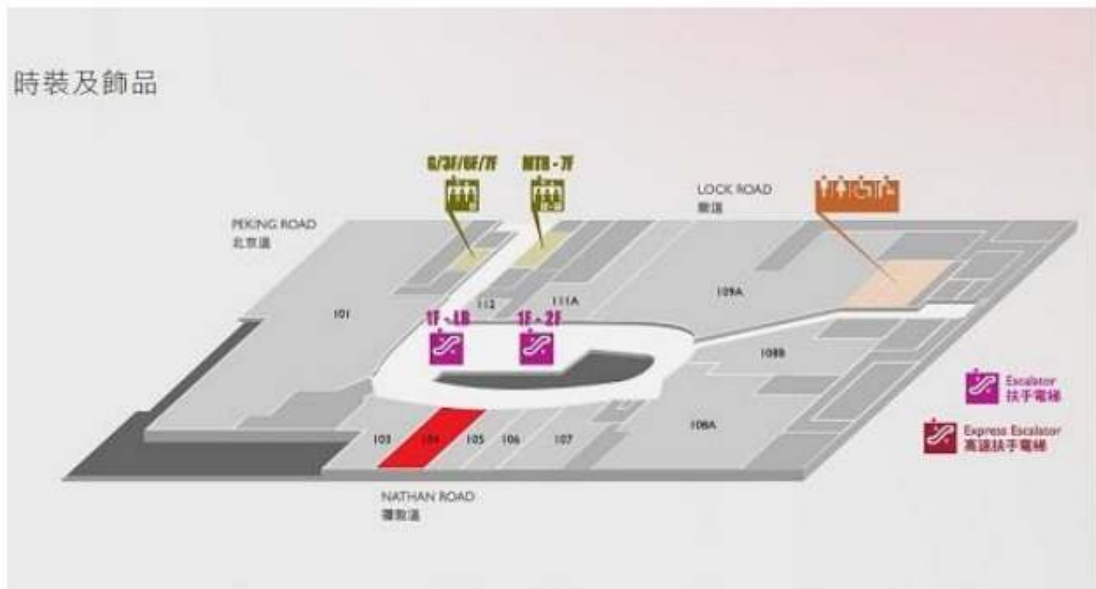 時裝及飾品
G/3F/6F/7F
MTR - 7F
LOCK ROAD
樂道
PEKING ROAD
北京道
101
112
111A
109A
1F - LB
1F - 2F
108B
103
104
105
106
107
108A
Escalator
扶手電梯
Express Escalator
高速扶手電梯
NATHAN ROAD
彌敦道